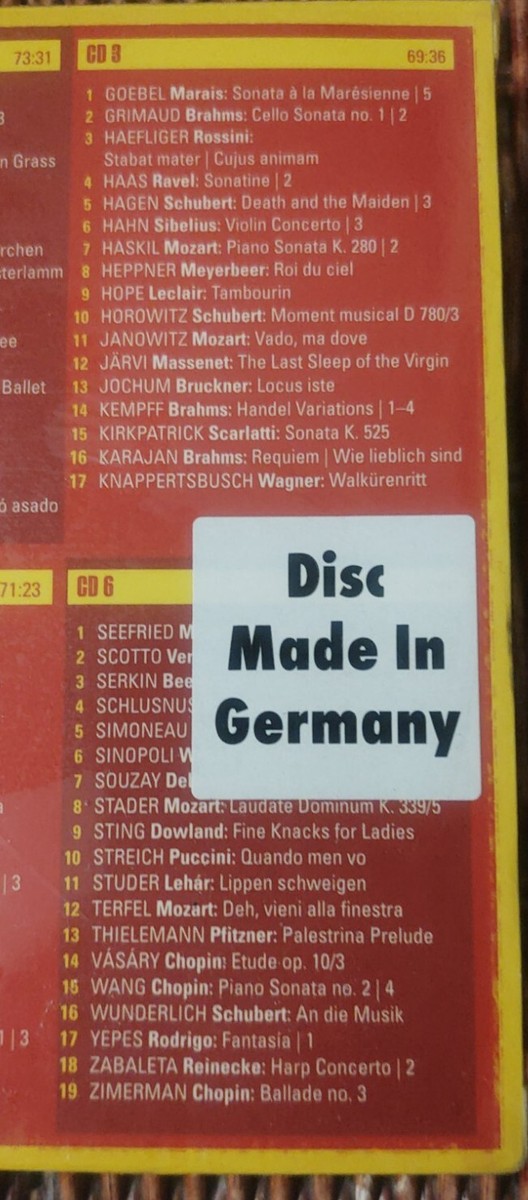 73:31
CD 3 69:36
1 GOEBEL Marais: Sonata à la Marésienne | 5
2 GRIMAUD Brahms: Cello Sonata no. 1 | 2
3 HAEFLIGER Rossini:
Stabat mater | Cujus animam
4 HAAS Ravel: Sonatine | 2
5 HAGEN Schubert: Death and the Maiden | 3
6 HAHN Sibelius: Violin Concerto | 3
7 HASKIL Mozart: Piano Sonata K. 280 | 2
8 HEPPNER Meyerbeer: Roi du ciel
9 HOPE Leclair: Tambourin
10 HOROWITZ Schubert: Moment musical D 780/3
11 JANOWITZ Mozart: Vado, ma dove
12 JÄRVI Massenet: The Last Sleep of the Virgin
13 JOCHUM Bruckner: Locus iste
14 KEMPFF Brahms: Handel Variations | 1–4
15 KIRKPATRICK Scarlatti: Sonata K. 525
16 KARAJAN Brahms: Requiem | Wie lieblich sind
17 KNAPPERTSBUSCH Wagner: Walkürenritt
n Grass
rchen
terlamm
ee
Ballet
ó asado
71:23
CD 6
1 SEEFRIED M
2 SCOTTO Ver
3 SERKIN Bee
4 SCHLUSNUS
5 SIMONEAU
6 SINOPOLI W
7 SOUZAY Del
8 STADER Mozart: Laudate Dominum K. 339/5
9 STING Dowland: Fine Knacks for Ladies
10 STREICH Puccini: Quando men vo
11 STUDER Lehár: Lippen schweigen
12 TERFEL Mozart: Deh, vieni alla finestra
13 THIELEMANN Pfitzner: Palestrina Prelude
14 VÁSÁRY Chopin: Etude op. 10/3
15 WANG Chopin: Piano Sonata no. 2 | 4
16 WUNDERLICH Schubert: An die Musik
17 YEPES Rodrigo: Fantasía | 1
18 ZABALETA Reinecke: Harp Concerto | 2
19 ZIMERMAN Chopin: Ballade no. 3
| 3
1 | 3
Disc
Made In
Germany